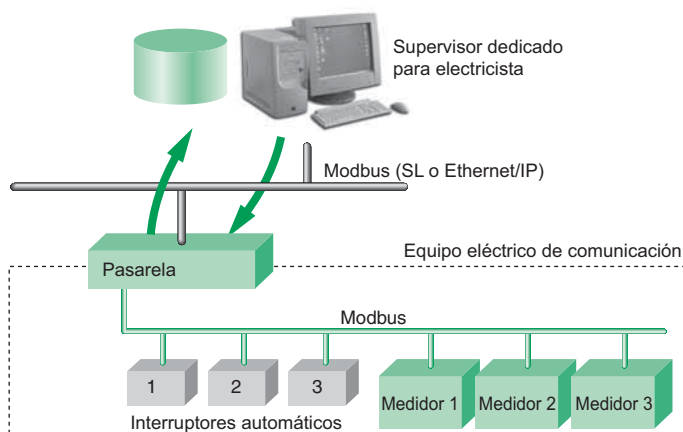 Supervisor dedicado
para electricista
Modbus (SL o Ethernet/IP)
Equipo eléctrico de comunicación
Pasarela
Modbus
1
2
3
Medidor 1
Medidor 2
Medidor 3
Interruptores automáticos